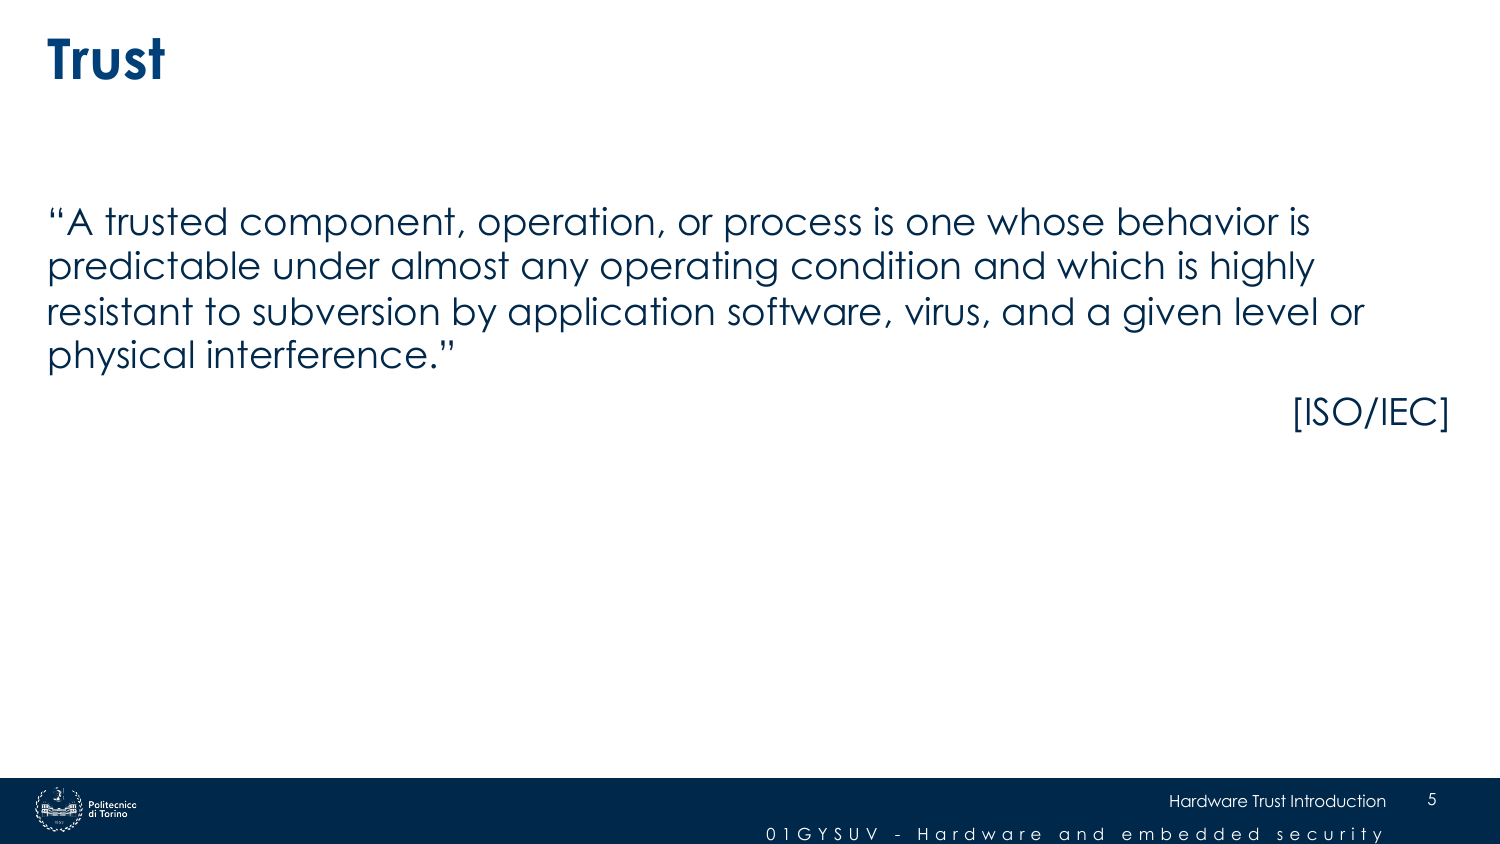 Trust
“A trusted component, operation, or process is one whose behavior is
predictable under almost any operating condition and which is highly
resistant to subversion by application software, virus, and a given level or
physical interference.”
[ISO/IEC]
Politecnico
di Torino
Hardware Trust Introduction 5
01GYSUV - Hardware and embedded security